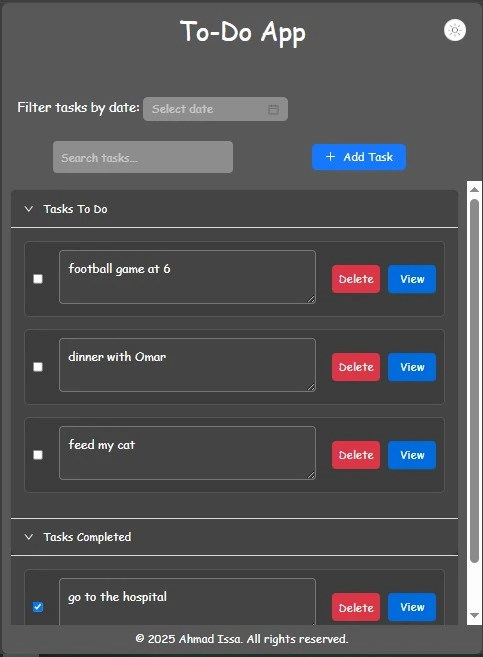 To-Do App
Filter tasks by date: Select date
Search tasks...
+ Add Task
Tasks To Do
football game at 6
Delete
View
dinner with Omar
Delete
View
feed my cat
Delete
View
Tasks Completed
go to the hospital
Delete
View
© 2025 Ahmad Issa. All rights reserved.